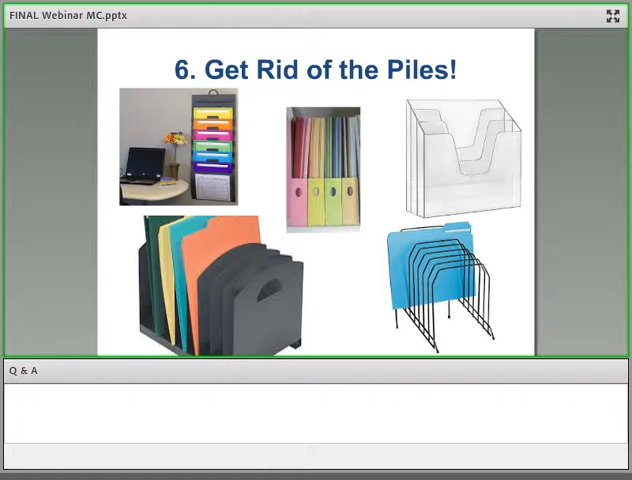 FINAL Webinar MC.pptx
6. Get Rid of the Piles!
Q & A